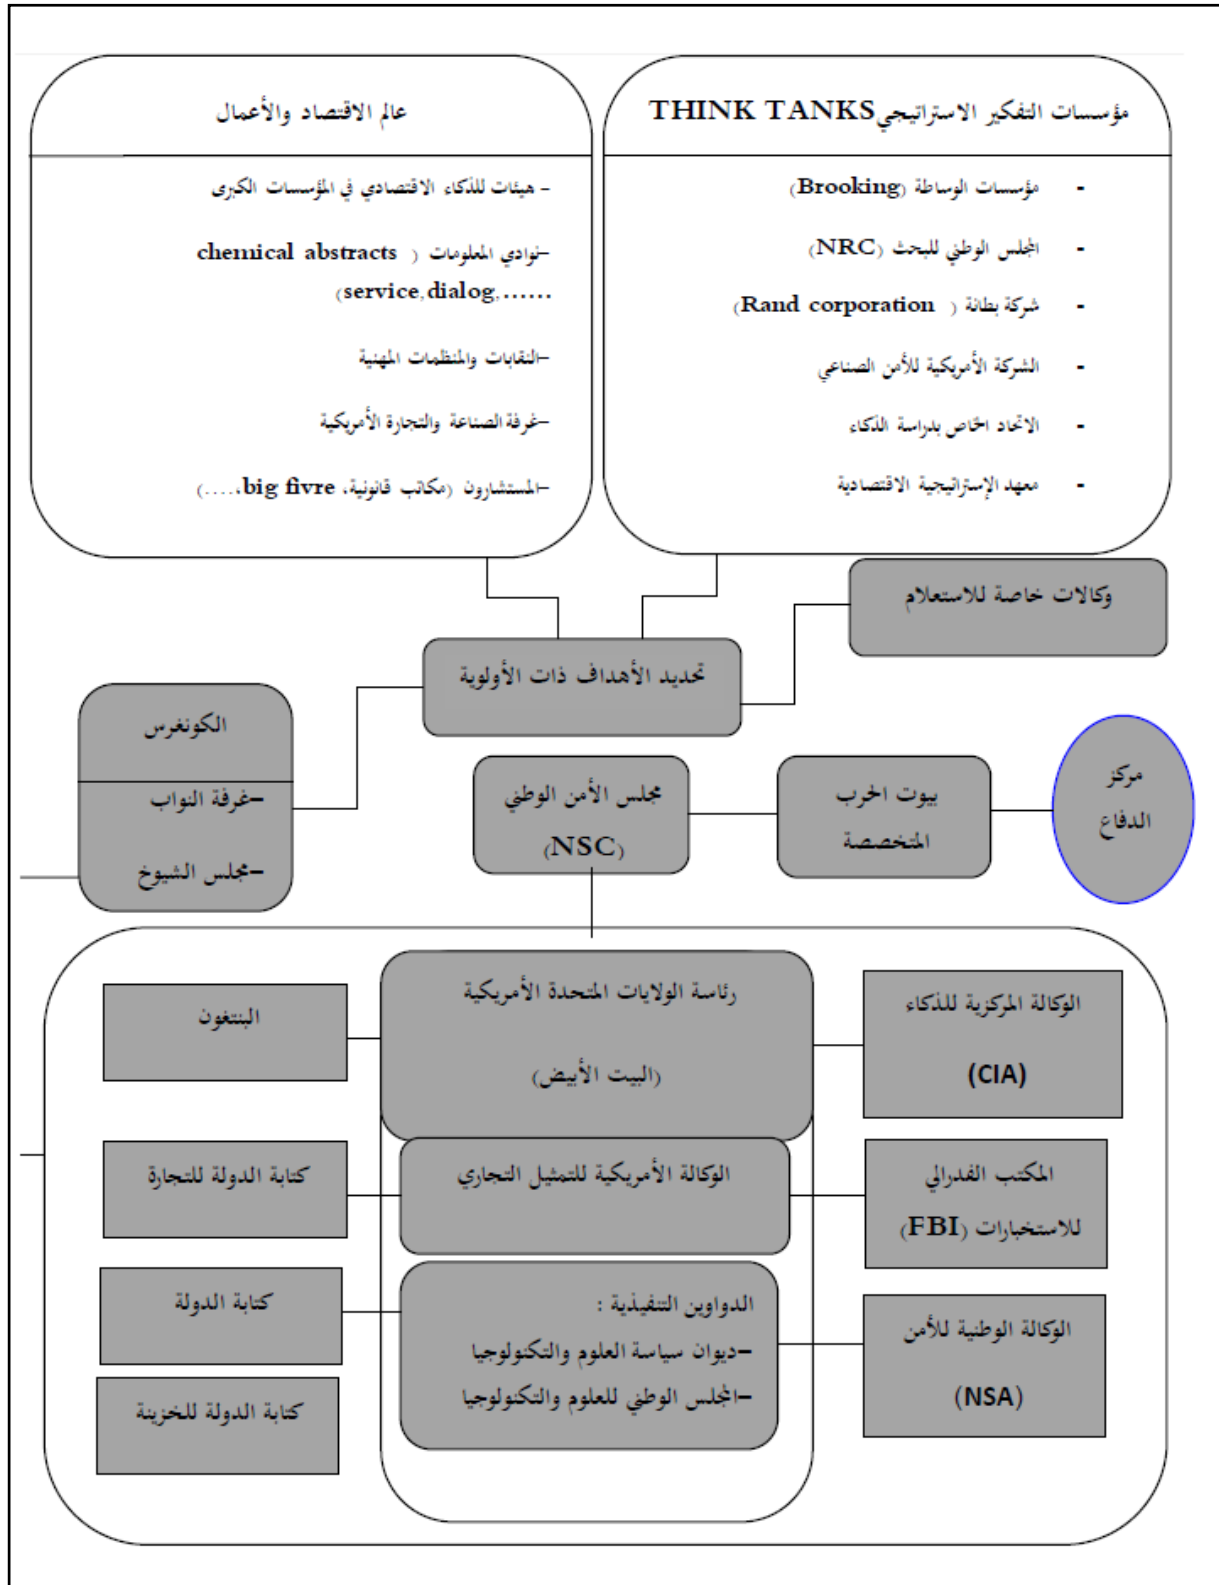 مؤسسات التفكير الاستراتيجي THINK TANKS
- مؤسسات الوساطة (Brooking)
- المجلس الوطني للبحث (NRC)
- شركة بطانة ( Rand corporation)
- الشركة الأمريكية للأمن الصناعي
- الاتحاد الخاص بدراسة الذكاء
- معهد الإستراتيجية الاقتصادية
عالم الاقتصاد والأعمال
- هيئات للذكاء الاقتصادي في المؤسسات الكبرى
–نوادي المعلومات ( chemical abstracts
service,dialog,......)
–النقابات والمنظمات المهنية
–غرفة الصناعة والتجارة الأمريكية
–المستشارون (مكاتب قانونية، big fivre،....)
وكالات خاصة للاستعلام
تحديد الأهداف ذات الأولوية
الكونغرس
–غرفة النواب
–مجلس الشيوخ
مركز
الدفاع
بيوت الحرب
المتخصصة
مجلس الأمن الوطني
(NSC)
رئاسة الولايات المتحدة الأمريكية
(البيت الأبيض)
الوكالة المركزية للذكاء
(CIA)
البنتغون
المكتب الفدرالي
للاستخبارات (FBI)
الوكالة الأمريكية للتمثيل التجاري
كتابة الدولة للتجارة
الوكالة الوطنية للأمن
(NSA)
الدواوين التنفيذية :
–ديوان سياسة العلوم والتكنولوجيا
–المجلس الوطني للعلوم والتكنولوجيا
كتابة الدولة
كتابة الدولة للخزينة